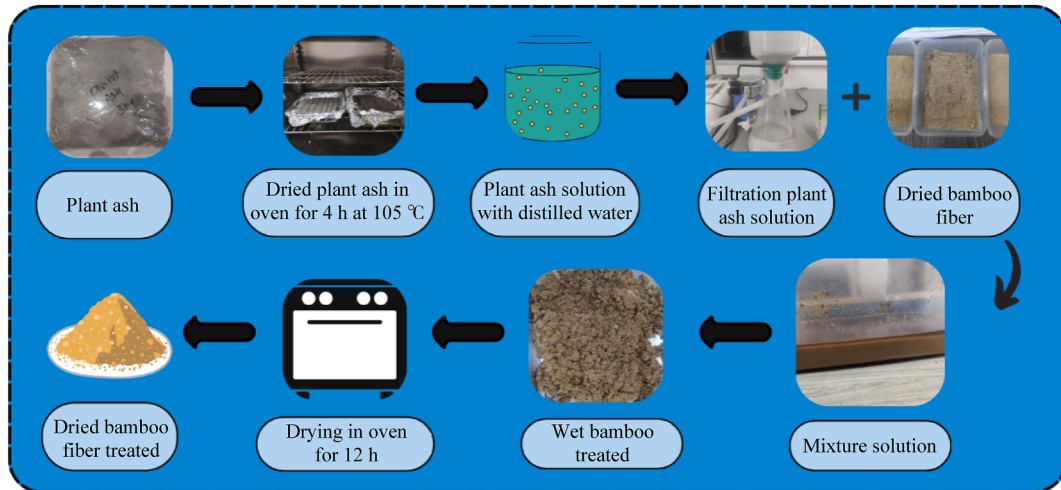 Plant ash
Dried plant ash in
oven for 4 h at 105 ℃
Plant ash solution
with distilled water
Filtration plant
ash solution
+
Dried bamboo
fiber
Dried bamboo
fiber treated
Drying in oven
for 12 h
Wet bamboo
treated
Mixture solution